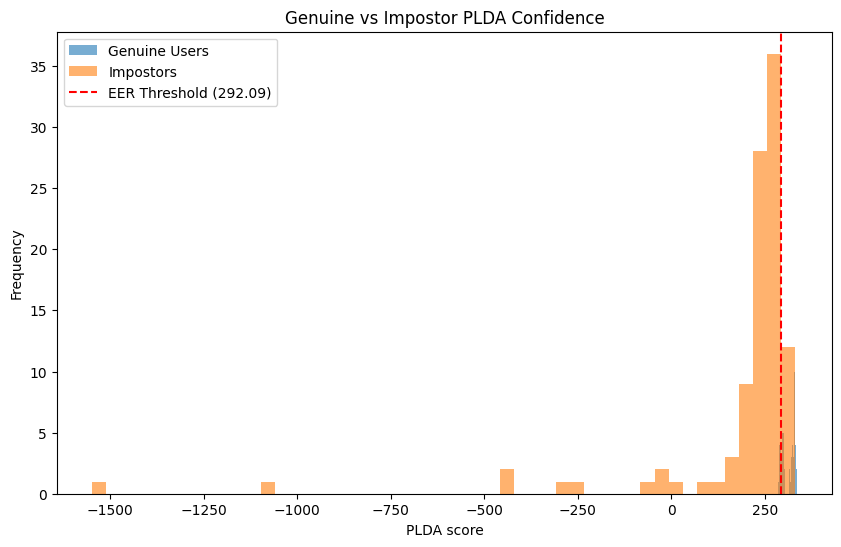 Genuine vs Impostor PLDA Confidence
Genuine Users
Impostors
EER Threshold (292.09)
Frequency
35
30
25
20
15
10
5
0
−1500
−1250
−1000
−750
−500
−250
0
250
PLDA score